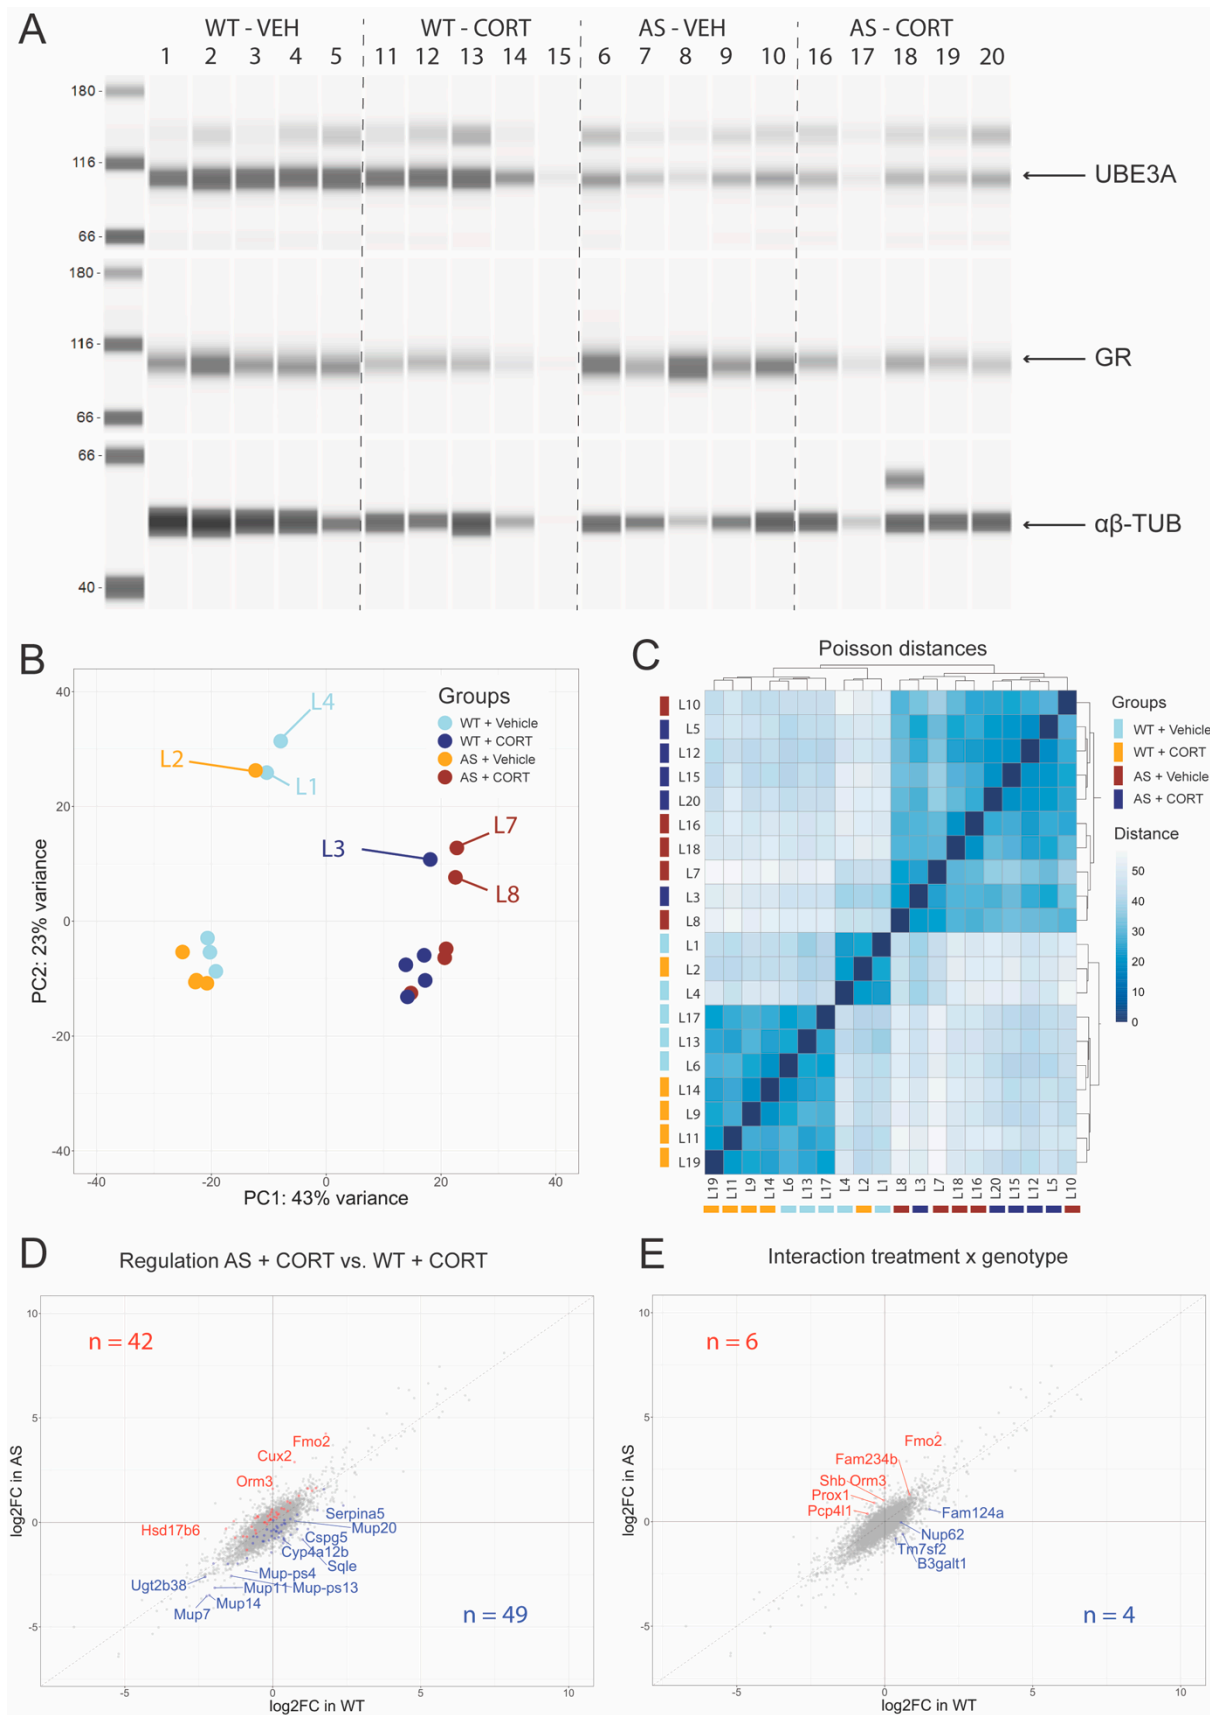 A
WT - VEH WT - CORT AS - VEH AS - CORT
1 2 3 4 5 11 12 13 14 15 6 7 8 9 10 16 17 18 19 20
180 -
116 -
UBE3A
66 -
180 -
116 -
GR
66 -
66 -
αβ-TUB
40 -
B
Groups
WT + Vehicle
WT + CORT
AS + Vehicle
AS + CORT
L4
L2
L1
L3
L7
L8
40
20
0
-20
-40
PC2: 23% variance
-40 -20 0 20 40
PC1: 43% variance
C
Poisson distances
L10
L5
L12
L15
L20
L16
L18
L7
L3
L8
L1
L2
L4
L17
L13
L6
L14
L9
L11
L19
L19 L11 L9 L14 L6 L13 L17 L4 L2 L1 L8 L3 L7 L18 L16 L20 L15 L12 L5 L10
Groups
WT + Vehicle
WT + CORT
AS + Vehicle
AS + CORT
Distance
50
40
30
20
10
0
D
Regulation AS + CORT vs. WT + CORT
n = 42
Fmo2
Cux2
Orm3
Hsd17b6
Serpina5
Mup20
Cspg5
Cyp4a12b
Sqle
Mup-ps4
Ugt2b38
Mup11
Mup-ps13
Mup14
Mup7
n = 49
10
5
0
-5
log2FC in AS
-5 0 5 10
log2FC in WT
E
Interaction treatment x genotype
n = 6
Fmo2
Fam234b
Shb Orm3
Prox1
Pcp4l1
Fam124a
Nup62
Tm7sf2
B3galt1
n = 4
10
5
0
-5
log2FC in AS
-5 0 5 10
log2FC in WT